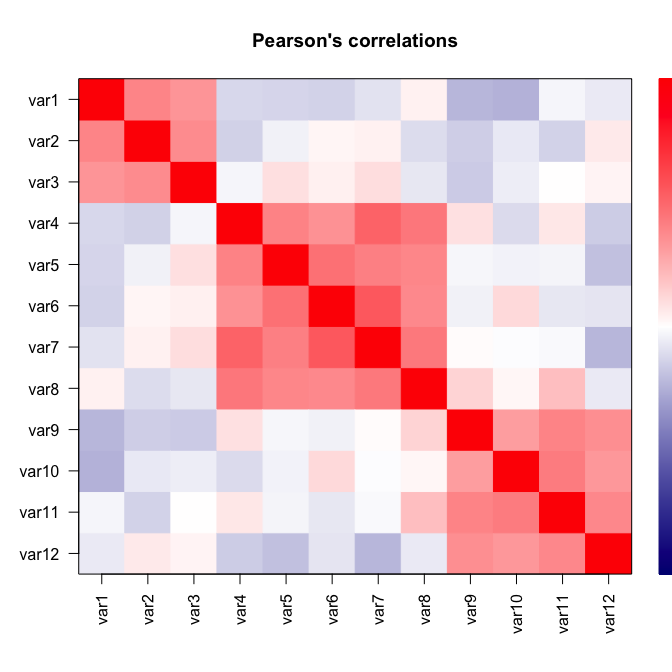 Pearson's correlations
var1
var2
var3
var4
var5
var6
var7
var8
var9
var10
var11
var12
var1
var2
var3
var4
var5
var6
var7
var8
var9
var10
var11
var12